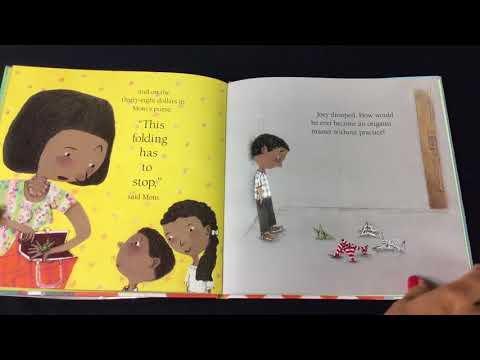 and on the
thirty-eight dollars in
Mom's purse.
"This
folding
has
to
stop,"
said Mom.
Joey drooped. How would
he ever become an origami
master without practice?